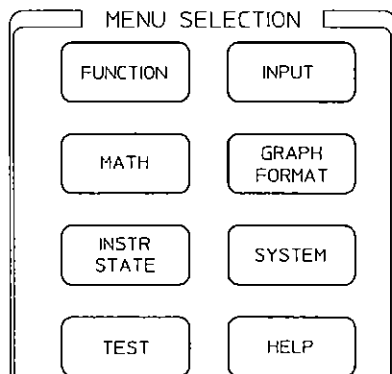 MENU SELECTION
FUNCTION
INPUT
MATH
GRAPH
FORMAT
INSTR
STATE
SYSTEM
TEST
HELP